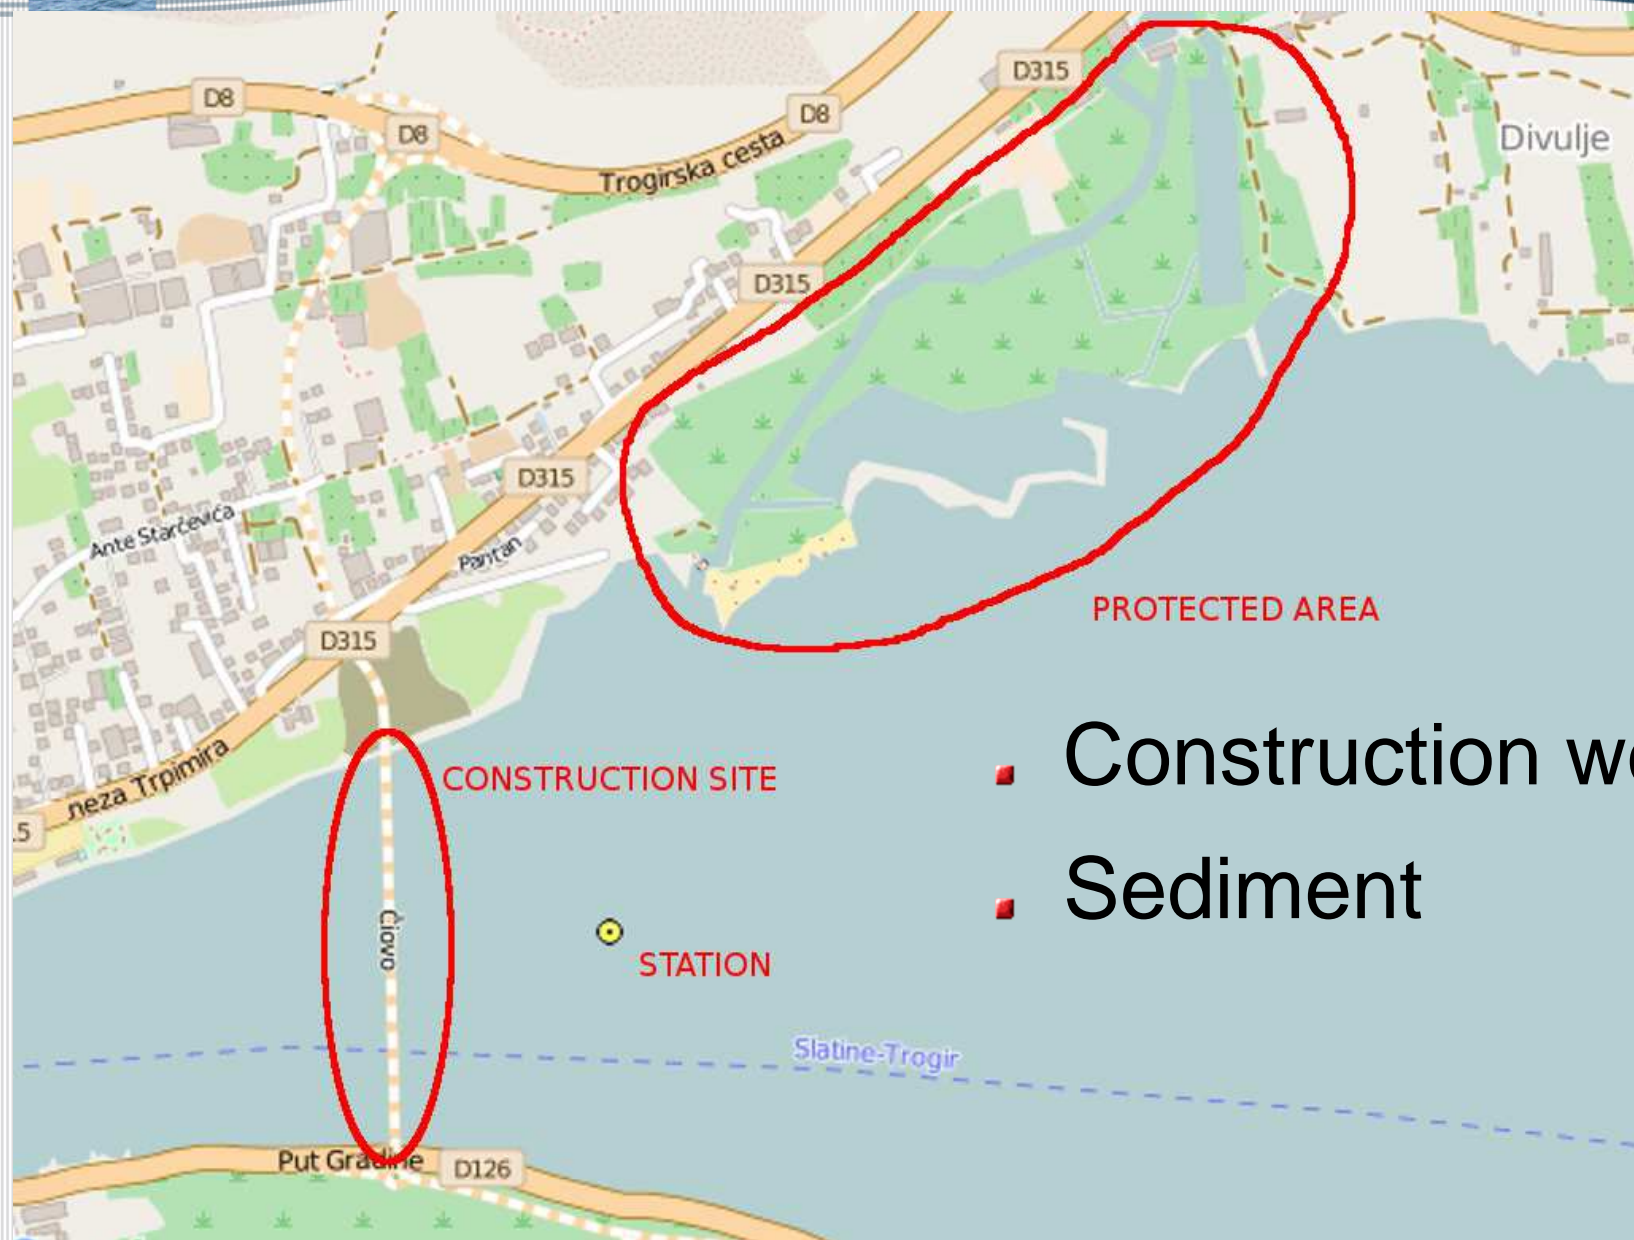 D315
D8
D8
D8
Divulje
Trogirska cesta
D315
D315
Ante Starčevića
Pantan
PROTECTED AREA
D315
neza Trpimira
CONSTRUCTION SITE
Construction
.5
Sediment
Čiovo
STATION
Slatine-Trogir
Put Gradine
D126